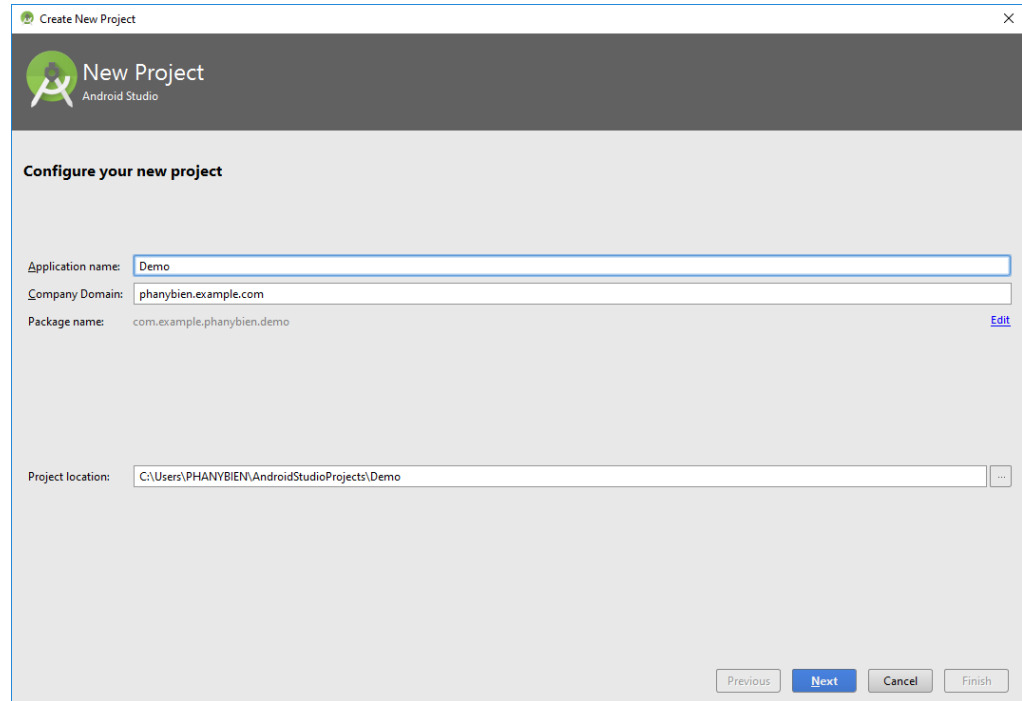 Create New Project
New Project
Android Studio
Configure your new project
Application name: Demo
Company Domain: phanybien.example.com
Package name: com.example.phanybien.demo Edit
Project location: C:\Users\PHANYBIEN\AndroidStudioProjects\Demo ...
Previous Next Cancel Finish